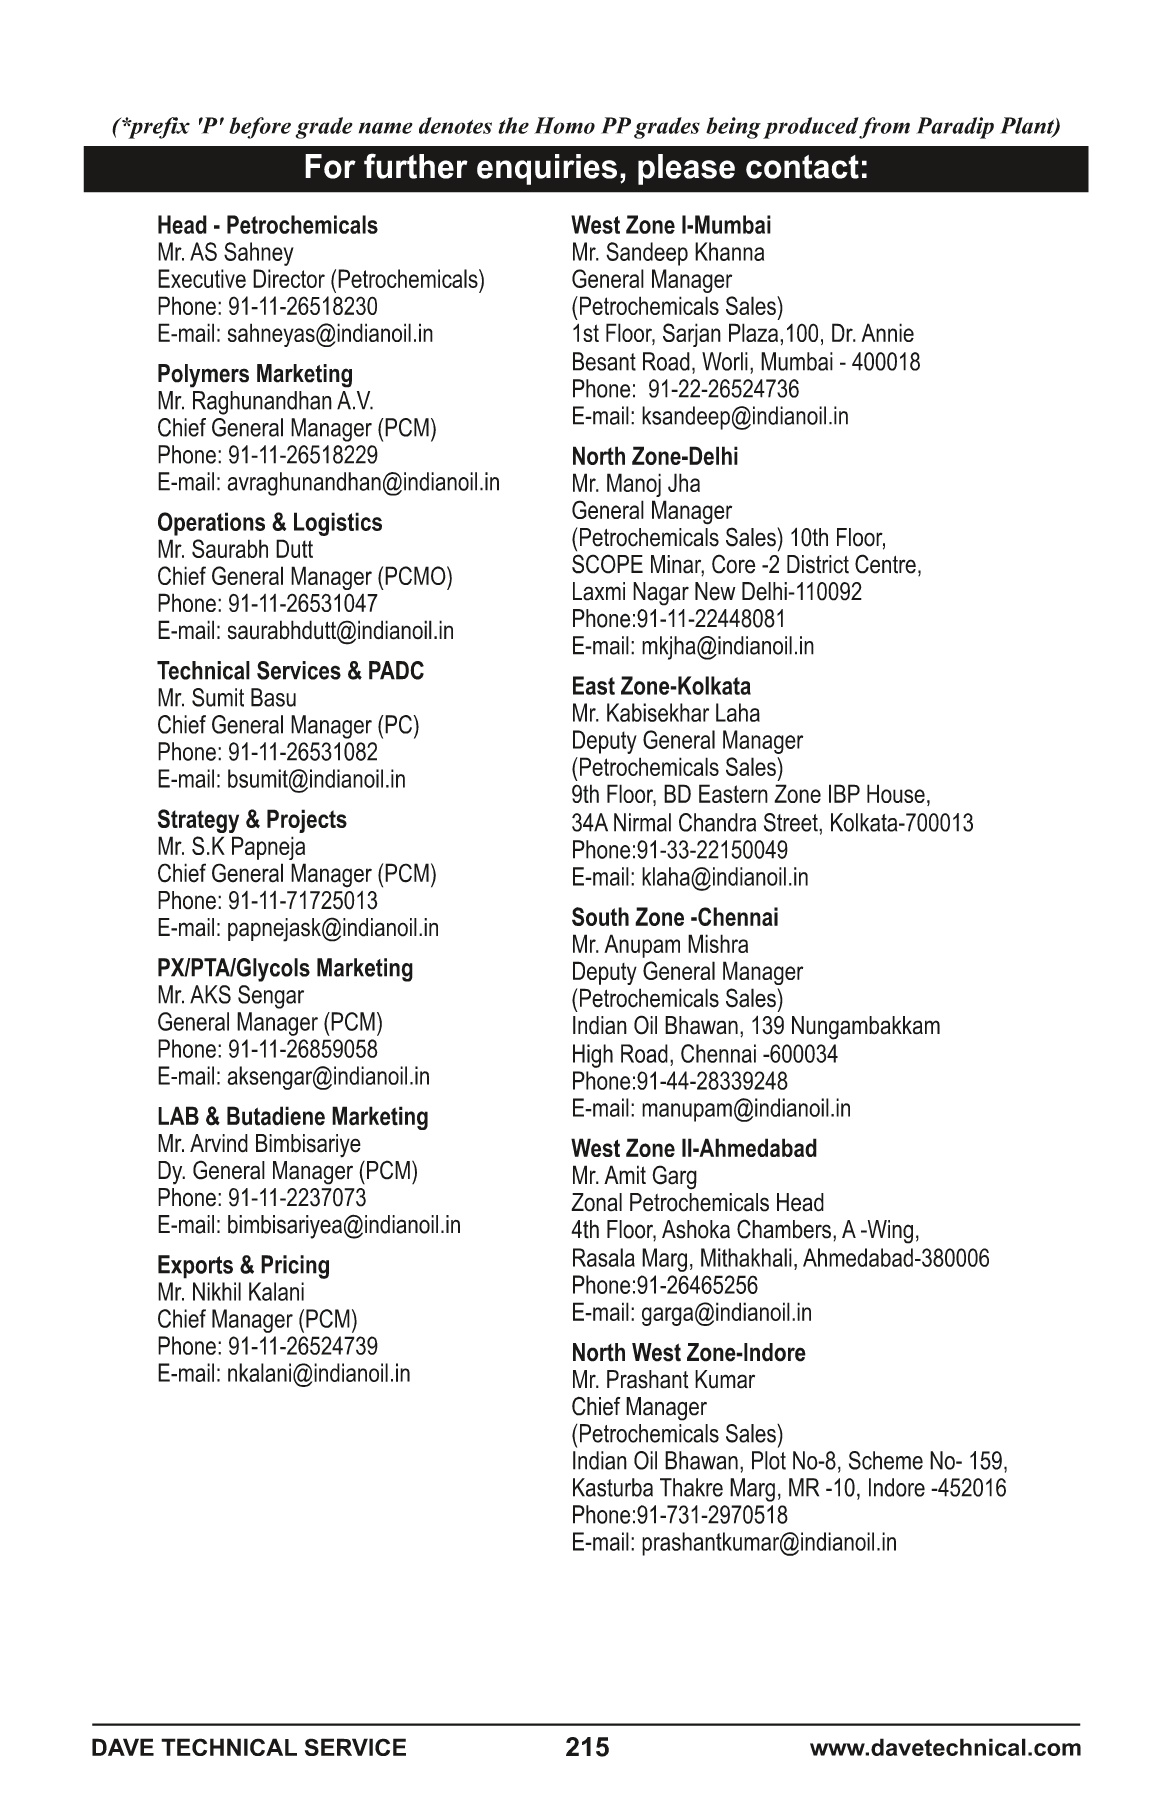 (*prefix 'P' before grade name denotes the Homo PP grades being produced from Paradip Plant)
For further enquiries, please contact:
Head - Petrochemicals
Mr. AS Sahney
Executive Director (Petrochemicals)
Phone: 91-11-26518230
E-mail: sahneyas@indianoil.in
Polymers Marketing
Mr. Raghunandhan A.V.
Chief General Manager (PCM)
Phone: 91-11-26518229
E-mail: avraghunandhan@indianoil.in
Operations & Logistics
Mr. Saurabh Dutt
Chief General Manager (PCMO)
Phone: 91-11-26531047
E-mail: saurabhdutt@indianoil.in
Technical Services & PADC
Mr. Sumit Basu
Chief General Manager (PC)
Phone: 91-11-26531082
E-mail: bsumit@indianoil.in
Strategy & Projects
Mr. S.K Papneja
Chief General Manager (PCM)
Phone: 91-11-71725013
E-mail: papnejask@indianoil.in
PX/PTA/Glycols Marketing
Mr. AKS Sengar
General Manager (PCM)
Phone: 91-11-26859058
E-mail: aksengar@indianoil.in
LAB & Butadiene Marketing
Mr. Arvind Bimbisariye
Dy. General Manager (PCM)
Phone: 91-11-2237073
E-mail: bimbisariyea@indianoil.in
Exports & Pricing
Mr. Nikhil Kalani
Chief Manager (PCM)
Phone: 91-11-26524739
E-mail: nkalani@indianoil.in
West Zone I-Mumbai
Mr. Sandeep Khanna
General Manager
(Petrochemicals Sales)
1st Floor, Sarjan Plaza,100, Dr. Annie
Besant Road, Worli, Mumbai - 400018
Phone:  91-22-26524736
E-mail: ksandeep@indianoil.in
North Zone-Delhi
Mr. Manoj Jha
General Manager
(Petrochemicals Sales) 10th Floor,
SCOPE Minar, Core -2 District Centre,
Laxmi Nagar New Delhi-110092
Phone:91-11-22448081
E-mail: mkjha@indianoil.in
East Zone-Kolkata
Mr. Kabisekhar Laha
Deputy General Manager
(Petrochemicals Sales)
9th Floor, BD Eastern Zone IBP House,
34A Nirmal Chandra Street, Kolkata-700013
Phone:91-33-22150049
E-mail: klaha@indianoil.in
South Zone -Chennai
Mr. Anupam Mishra
Deputy General Manager
(Petrochemicals Sales)
Indian Oil Bhawan, 139 Nungambakkam
High Road, Chennai -600034
Phone:91-44-28339248
E-mail: manupam@indianoil.in
West Zone II-Ahmedabad
Mr. Amit Garg
Zonal Petrochemicals Head
4th Floor, Ashoka Chambers, A -Wing,
Rasala Marg, Mithakhali, Ahmedabad-380006
Phone:91-26465256
E-mail: garga@indianoil.in
North West Zone-Indore
Mr. Prashant Kumar
Chief Manager
(Petrochemicals Sales)
Indian Oil Bhawan, Plot No-8, Scheme No- 159,
Kasturba Thakre Marg, MR -10, Indore -452016
Phone:91-731-2970518
E-mail: prashantkumar@indianoil.in
DAVE TECHNICAL SERVICE 215 www.davetechnical.com